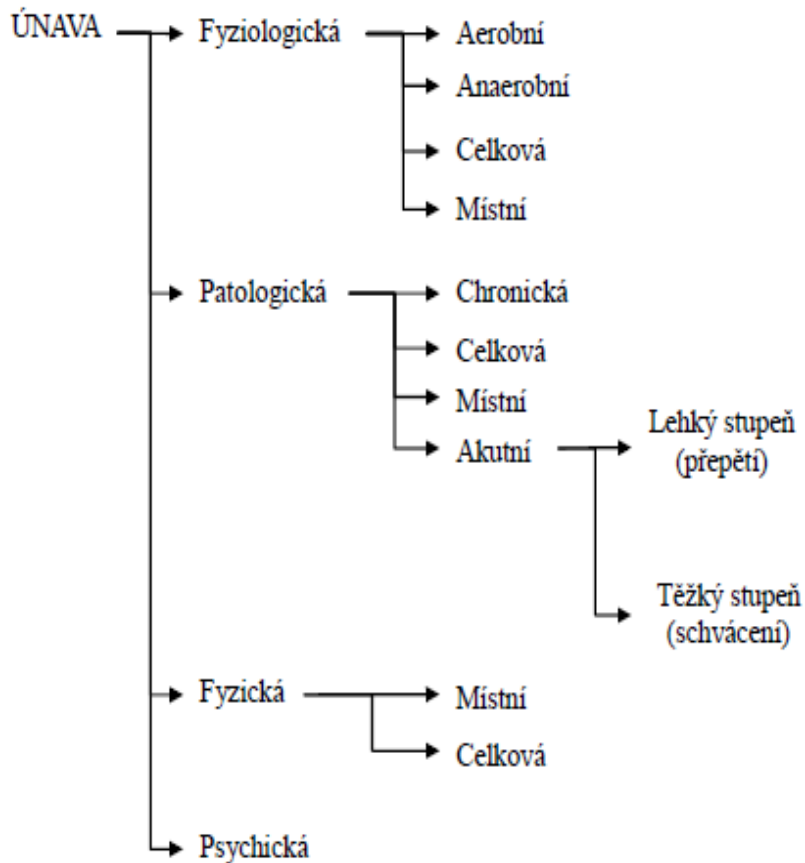 ÚNAVA
Fyziologická
Aerobní
Anaerobní
Celková
Místní
Patologická
Chronická
Celková
Místní
Akutní
Lehký stupeň
(přepětí)
Těžký stupeň
(schvácení)
Fyzická
Místní
Celková
Psychická